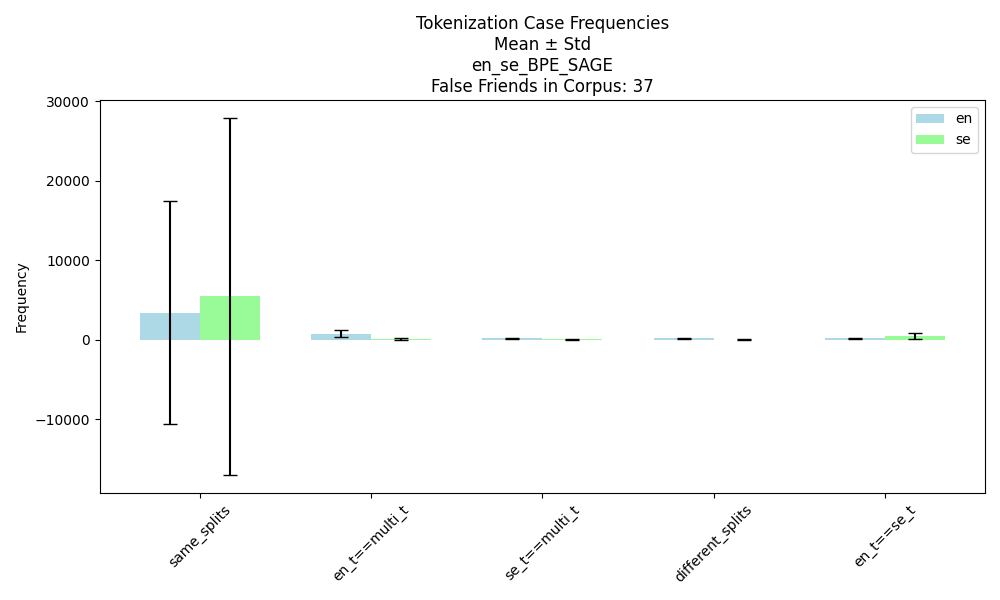 Tokenization Case Frequencies
Mean ± Std
en_se_BPE_SAGE
False Friends in Corpus: 37
30000
20000
10000
0
−10000
Frequency
en
se
same_splits
en_t==multi_t
se_t==multi_t
different_splits
en_t==se_t